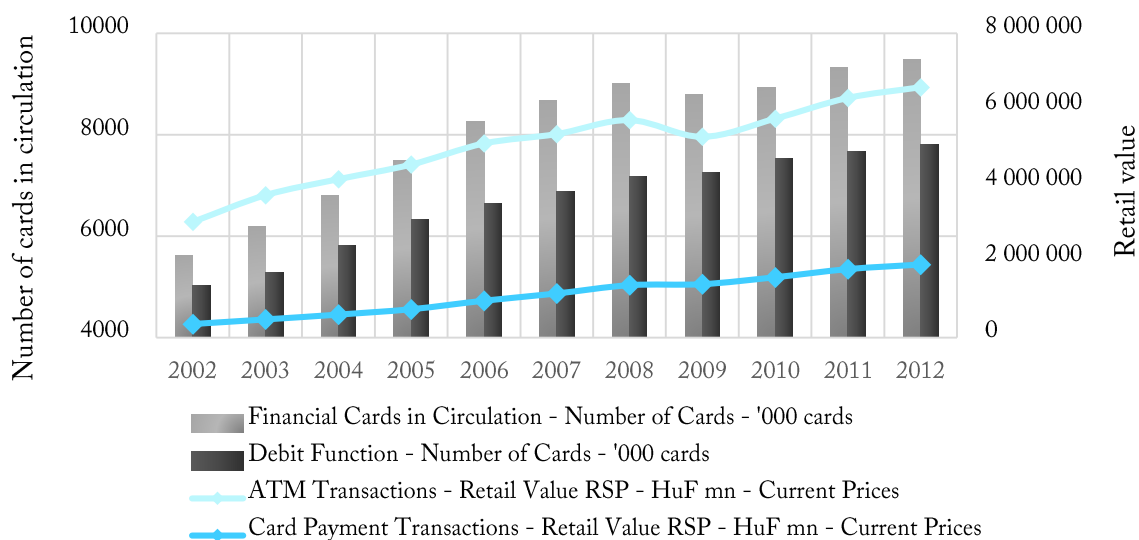 Number of cards in circulation
10000
8000
6000
4000
8 000 000
6 000 000
4 000 000
2 000 000
0
Retail value
2002 2003 2004 2005 2006 2007 2008 2009 2010 2011 2012
Financial Cards in Circulation - Number of Cards - '000 cards
Debit Function - Number of Cards - '000 cards
ATM Transactions - Retail Value RSP - HuF mn - Current Prices
Card Payment Transactions - Retail Value RSP - HuF mn - Current Prices